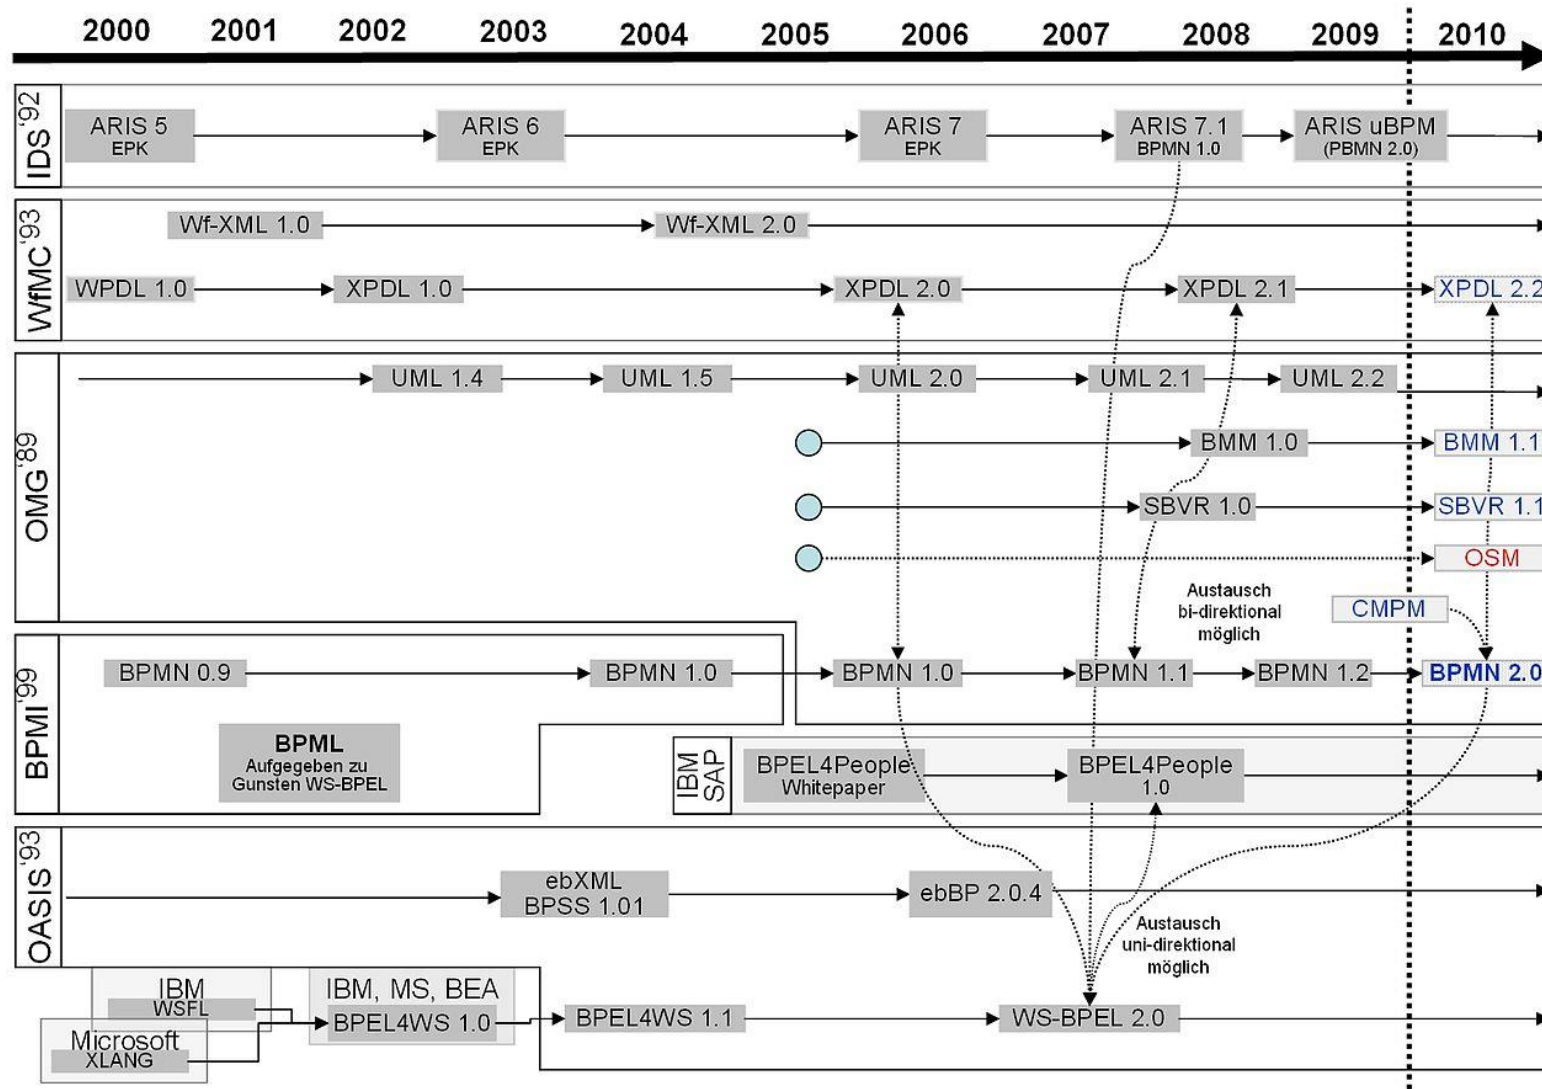 2000 2001 2002 2003 2004 2005 2006 2007 2008 2009 2010
IDS '92
ARIS 5
EPK
ARIS 6
EPK
ARIS 7
EPK
ARIS 7.1
BPMN 1.0
ARIS uBPM
(PBMN 2.0)
WfMC '93
Wf-XML 1.0
Wf-XML 2.0
WPDL 1.0
XPDL 1.0
XPDL 2.0
XPDL 2.1
XPDL 2.2
OMG '89
UML 1.4
UML 1.5
UML 2.0
UML 2.1
UML 2.2
BMM 1.0
BMM 1.1
SBVR 1.0
SBVR 1.1
OSM
Austausch
bi-direktional
möglich
CMPM
BPMI '99
BPMN 0.9
BPMN 1.0
BPMN 1.0
BPMN 1.1
BPMN 1.2
BPMN 2.0
BPML
Aufgegeben zu
Gunsten WS-BPEL
IBM
SAP
BPEL4People
Whitepaper
BPEL4People
1.0
OASIS '93
ebXML
BPSS 1.01
ebBP 2.0.4
Austausch
uni-direktional
möglich
IBM
WSFL
Microsoft
XLANG
IBM, MS, BEA
BPEL4WS 1.0
BPEL4WS 1.1
WS-BPEL 2.0